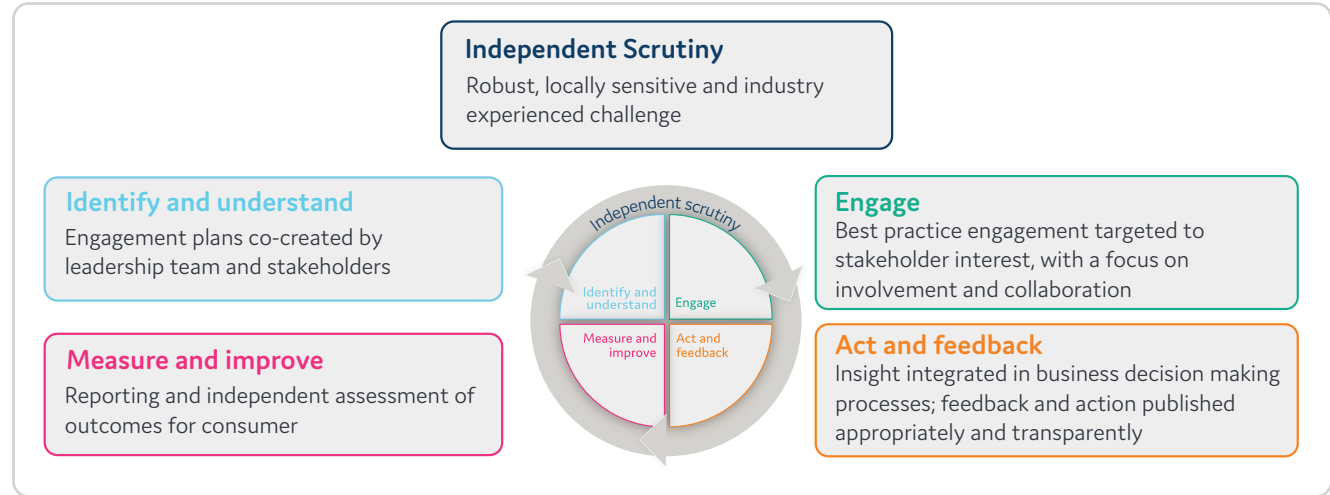 Independent Scrutiny
Robust, locally sensitive and industry
experienced challenge
Identify and understand
Engagement plans co-created by
leadership team and stakeholders
Measure and improve
Reporting and independent assessment of
outcomes for consumer
Independent scrutiny
Identify and
understand
Engage
Measure and
improve
Act and
feedback
Engage
Best practice engagement targeted to
stakeholder interest, with a focus on
involvement and collaboration
Act and feedback
Insight integrated in business decision making
processes; feedback and action published
appropriately and transparently